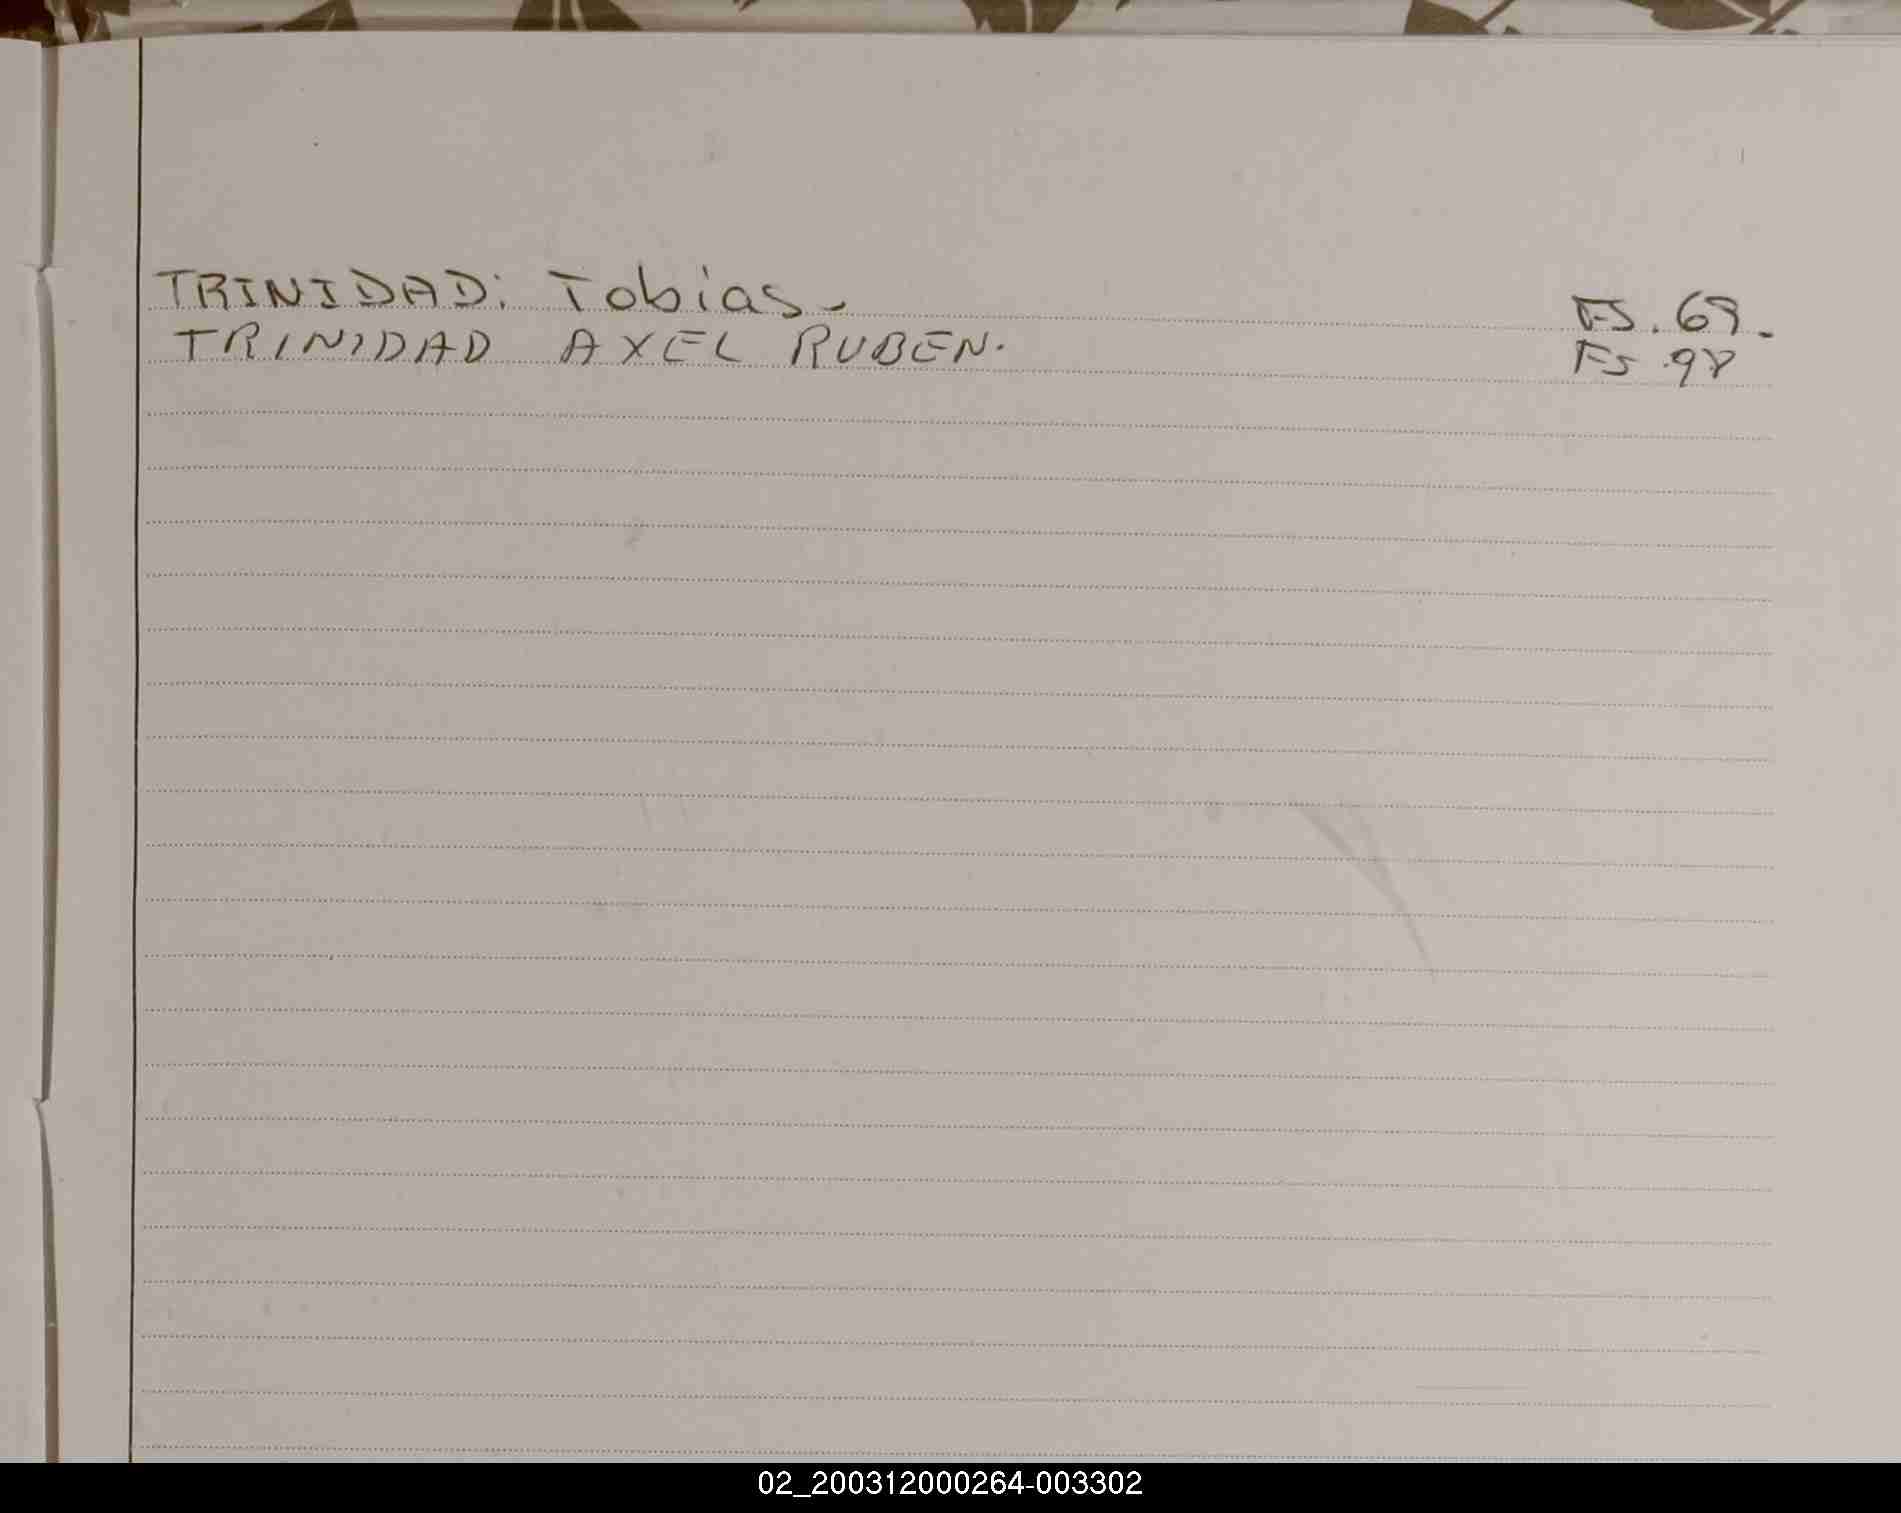 TRINIDAD: Tobias- FS. 69.-
TRINIDAD AXEL RUBEN. Fs. 98
02_200312000264-003302